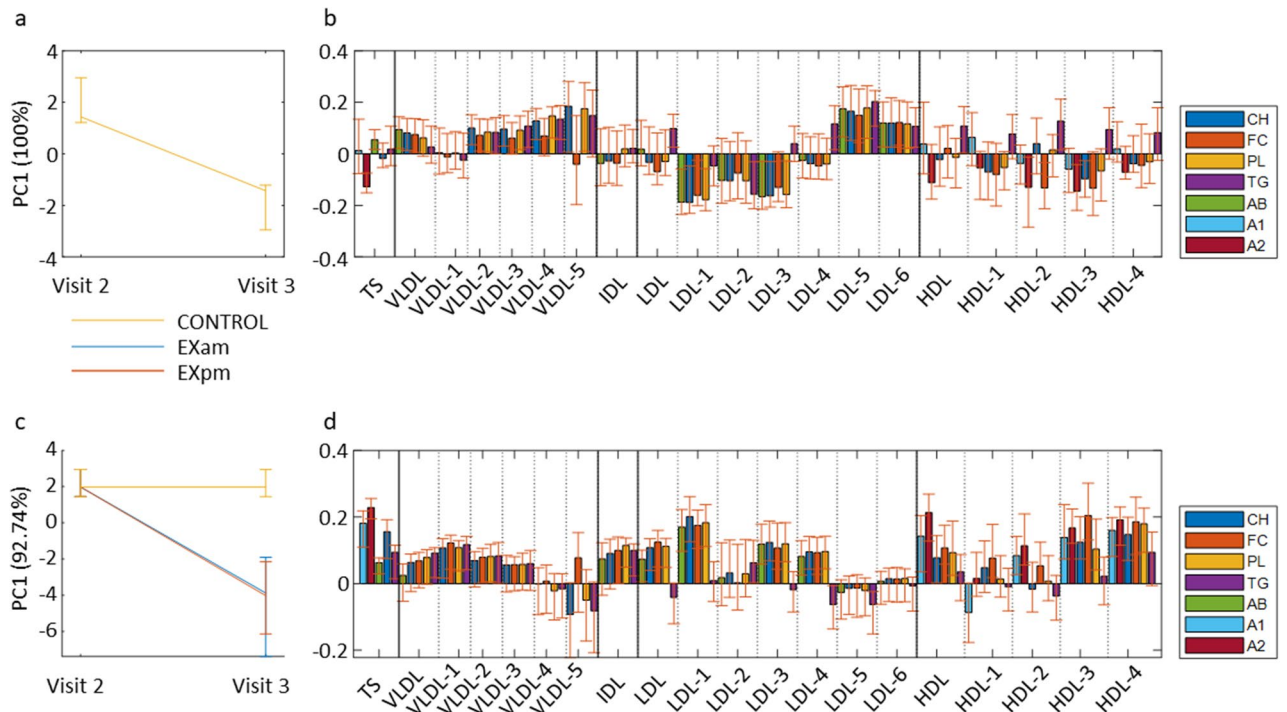 a
b
PC1 (100%)
4
2
0
-2
-4
Visit 2
Visit 3
0.4
0.2
0
-0.2
-0.4
TS
VLDL
VLDL-1
VLDL-2
VLDL-3
VLDL-4
VLDL-5
IDL
LDL
LDL-1
LDL-2
LDL-3
LDL-4
LDL-5
LDL-6
HDL
HDL-1
HDL-2
HDL-3
HDL-4
CH
FC
PL
TG
AB
A1
A2
CONTROL
EXam
EXpm
c
d
PC1 (92.74%)
4
2
0
-2
-4
-6
Visit 2
Visit 3
0.4
0.2
0
-0.2
TS
VLDL
VLDL-1
VLDL-2
VLDL-3
VLDL-4
VLDL-5
IDL
LDL
LDL-1
LDL-2
LDL-3
LDL-4
LDL-5
LDL-6
HDL
HDL-1
HDL-2
HDL-3
HDL-4
CH
FC
PL
TG
AB
A1
A2